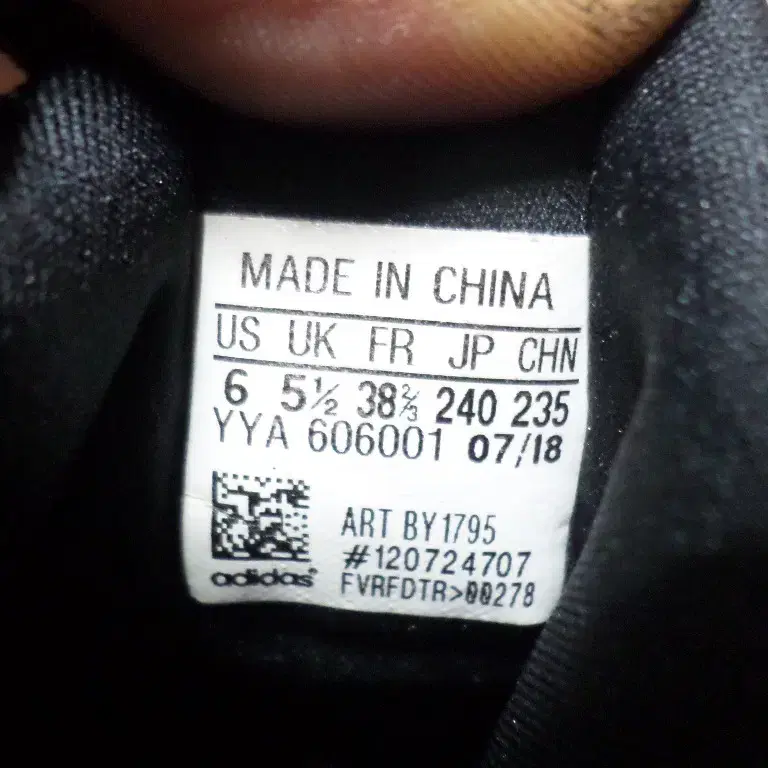 MADE IN CHINA
US UK FR JP CHN
6 5½ 38⅔ 240 235
YYA 606001 07/18
ART BY1795
#120724707
adidas FVRFDTR>00278